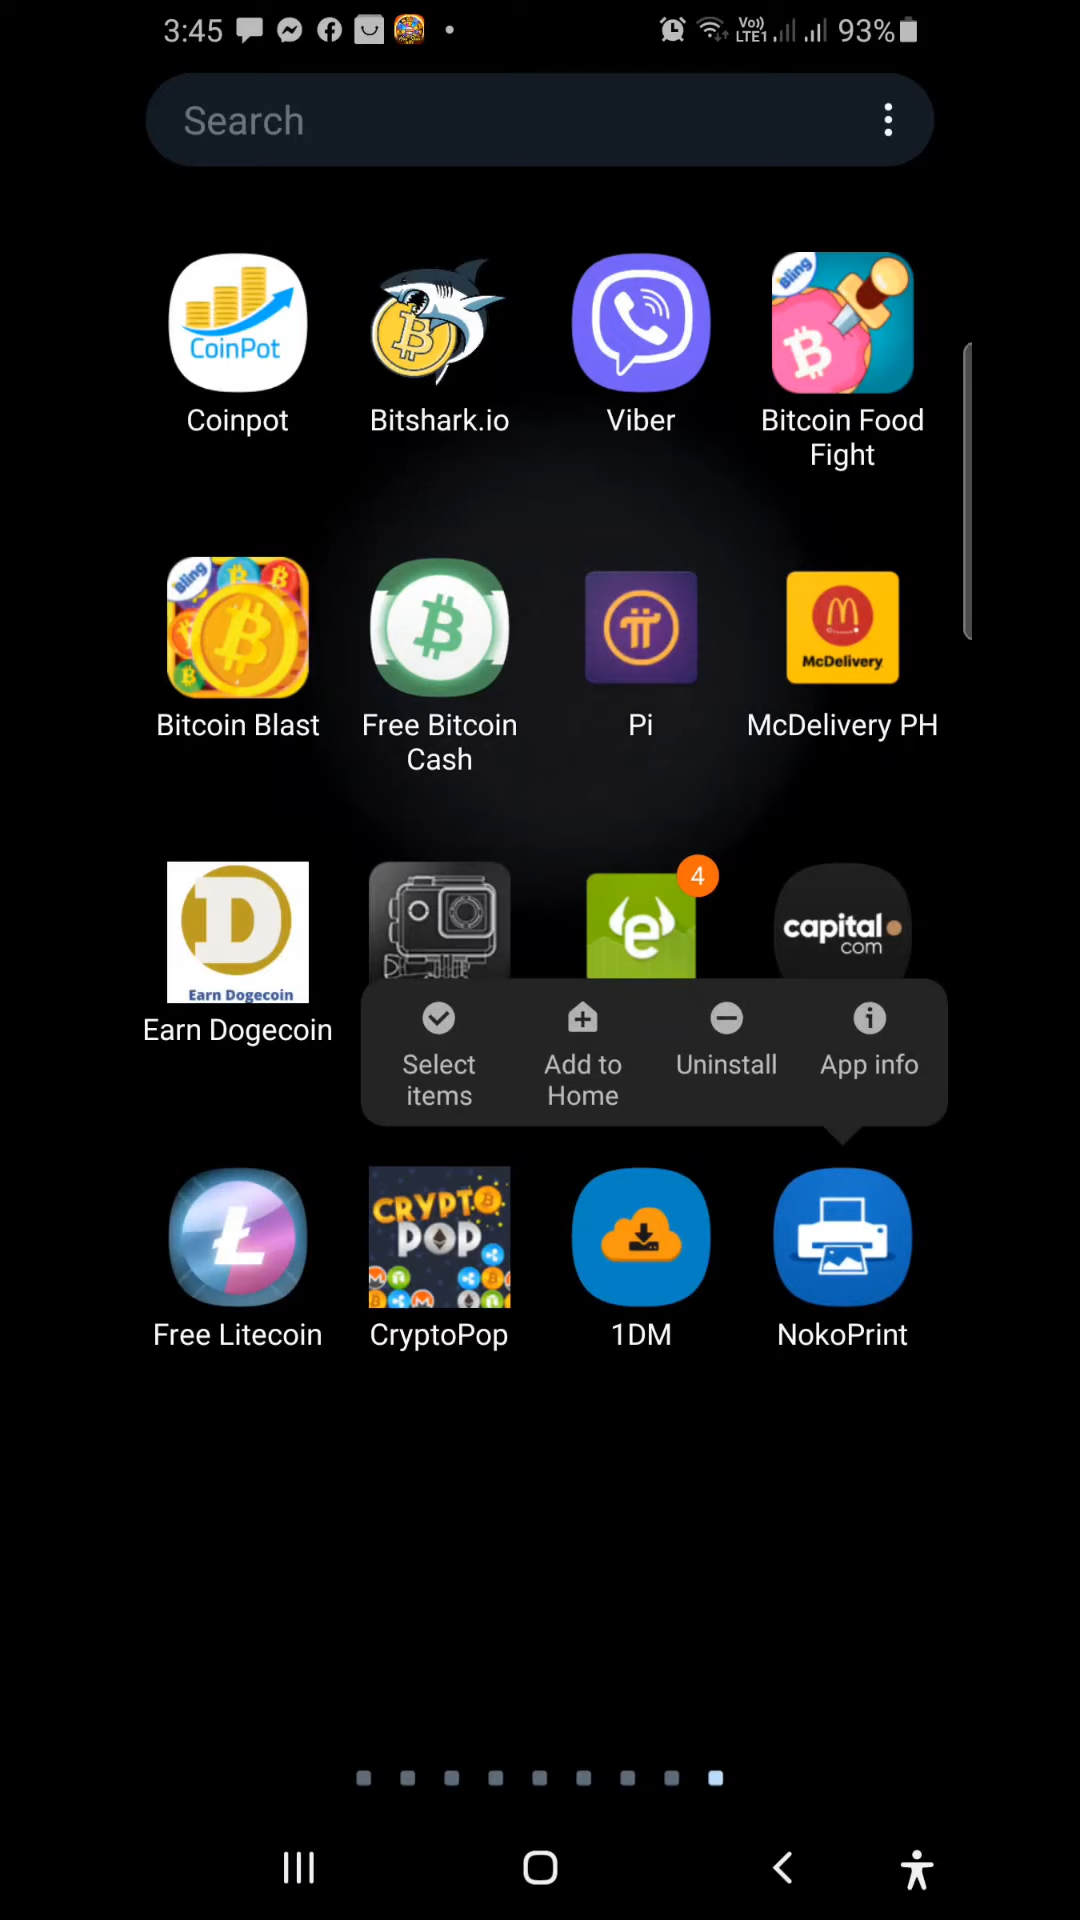 3:45
Vo))
LTE1
93%
Search
CoinPot
Coinpot
Bitshark.io
Viber
Bling
Bitcoin Food
Fight
Bling
Bitcoin Blast
Free Bitcoin
Cash
Pi
McDelivery
McDelivery PH
D
Earn Dogecoin
Earn Dogecoin
e
4
capital
com
Select
items
Add to
Home
Uninstall
App info
Free Litecoin
CRYPTO
POP
CryptoPop
1DM
NokoPrint